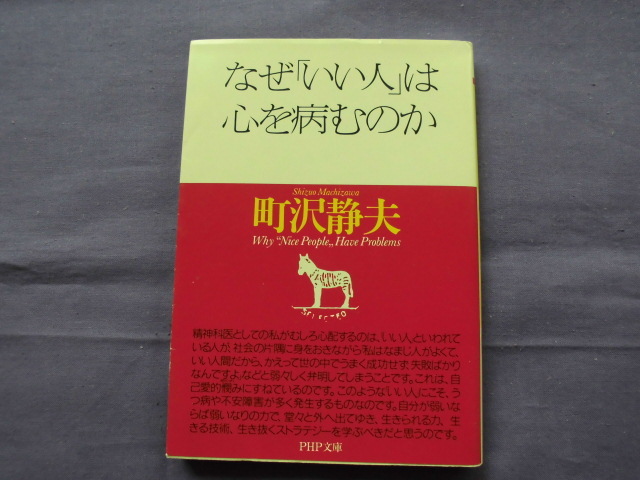 なぜ「いい人」は
心を病むのか
Shizuo Machizawa
町沢静夫
Why “Nice People„ Have Problems
精神科医としての私がむしろ心配するのは、いい人といわれて
いる人が、社会の片隅に身をおきながら「私はなまじ人がよくて、
いい人間だから、かえって世の中でうまく成功せず、失敗ばかり
なんですよ」などと弱々しく弁明してしまうことです。これは、自
己愛的憐みにすねているのです。このようないい人にこそ、う
つ病や不安障害が多く発生するものなのです。自分が弱いな
らば弱いなりの力で、堂々と外へ出てゆき、生きられる力、生
きる技術、生き抜くストラテジーを学ぶべきだと思うのです。
PHP文庫